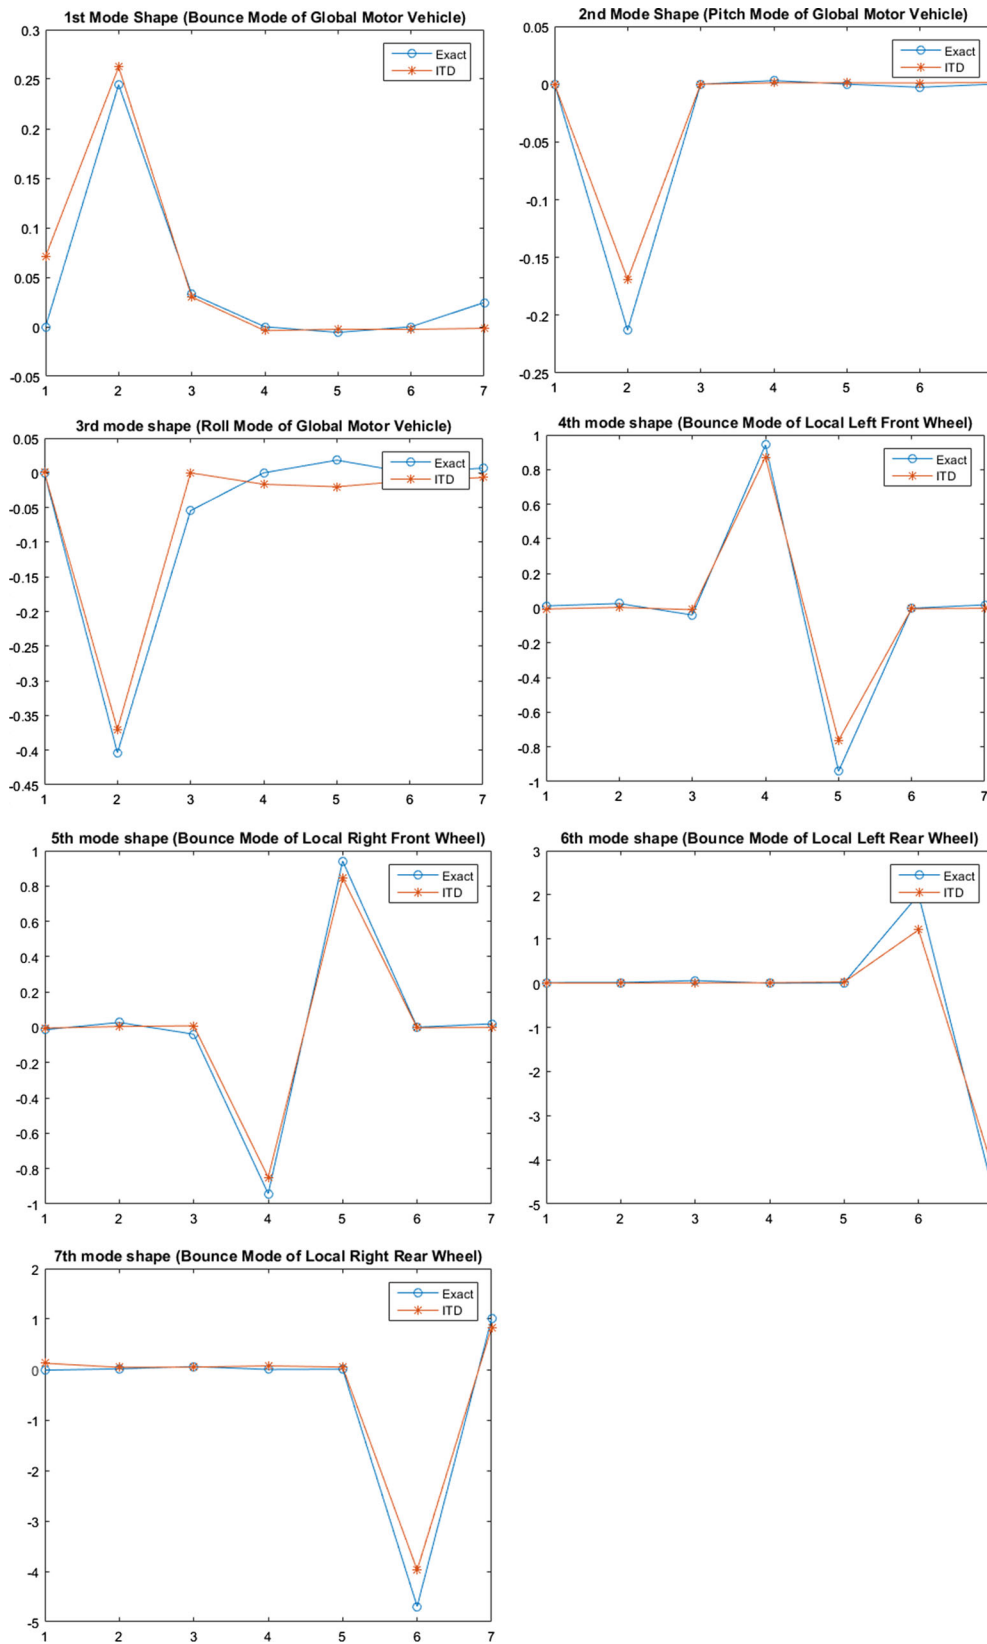 1st Mode Shape (Bounce Mode of Global Motor Vehicle)
0.3
0.25
0.2
0.15
0.1
0.05
0
-0.05
1 2 3 4 5 6 7
Exact
ITD
2nd Mode Shape (Pitch Mode of Global Motor Vehicle)
0.05
0
-0.05
-0.1
-0.15
-0.2
-0.25
1 2 3 4 5 6
Exact
ITD
3rd mode shape (Roll Mode of Global Motor Vehicle)
0.05
0
-0.05
-0.1
-0.15
-0.2
-0.25
-0.3
-0.35
-0.4
-0.45
1 2 3 4 5 6 7
Exact
ITD
4th mode shape (Bounce Mode of Local Left Front Wheel)
1
0.8
0.6
0.4
0.2
0
-0.2
-0.4
-0.6
-0.8
-1
1 2 3 4 5 6 7
Exact
ITD
5th mode shape (Bounce Mode of Local Right Front Wheel)
1
0.8
0.6
0.4
0.2
0
-0.2
-0.4
-0.6
-0.8
-1
1 2 3 4 5 6 7
Exact
ITD
6th mode shape (Bounce Mode of Local Left Rear Wheel)
3
2
1
0
-1
-2
-3
-4
-5
1 2 3 4 5 6
Exact
ITD
7th mode shape (Bounce Mode of Local Right Rear Wheel)
2
1
0
-1
-2
-3
-4
-5
1 2 3 4 5 6 7
Exact
ITD